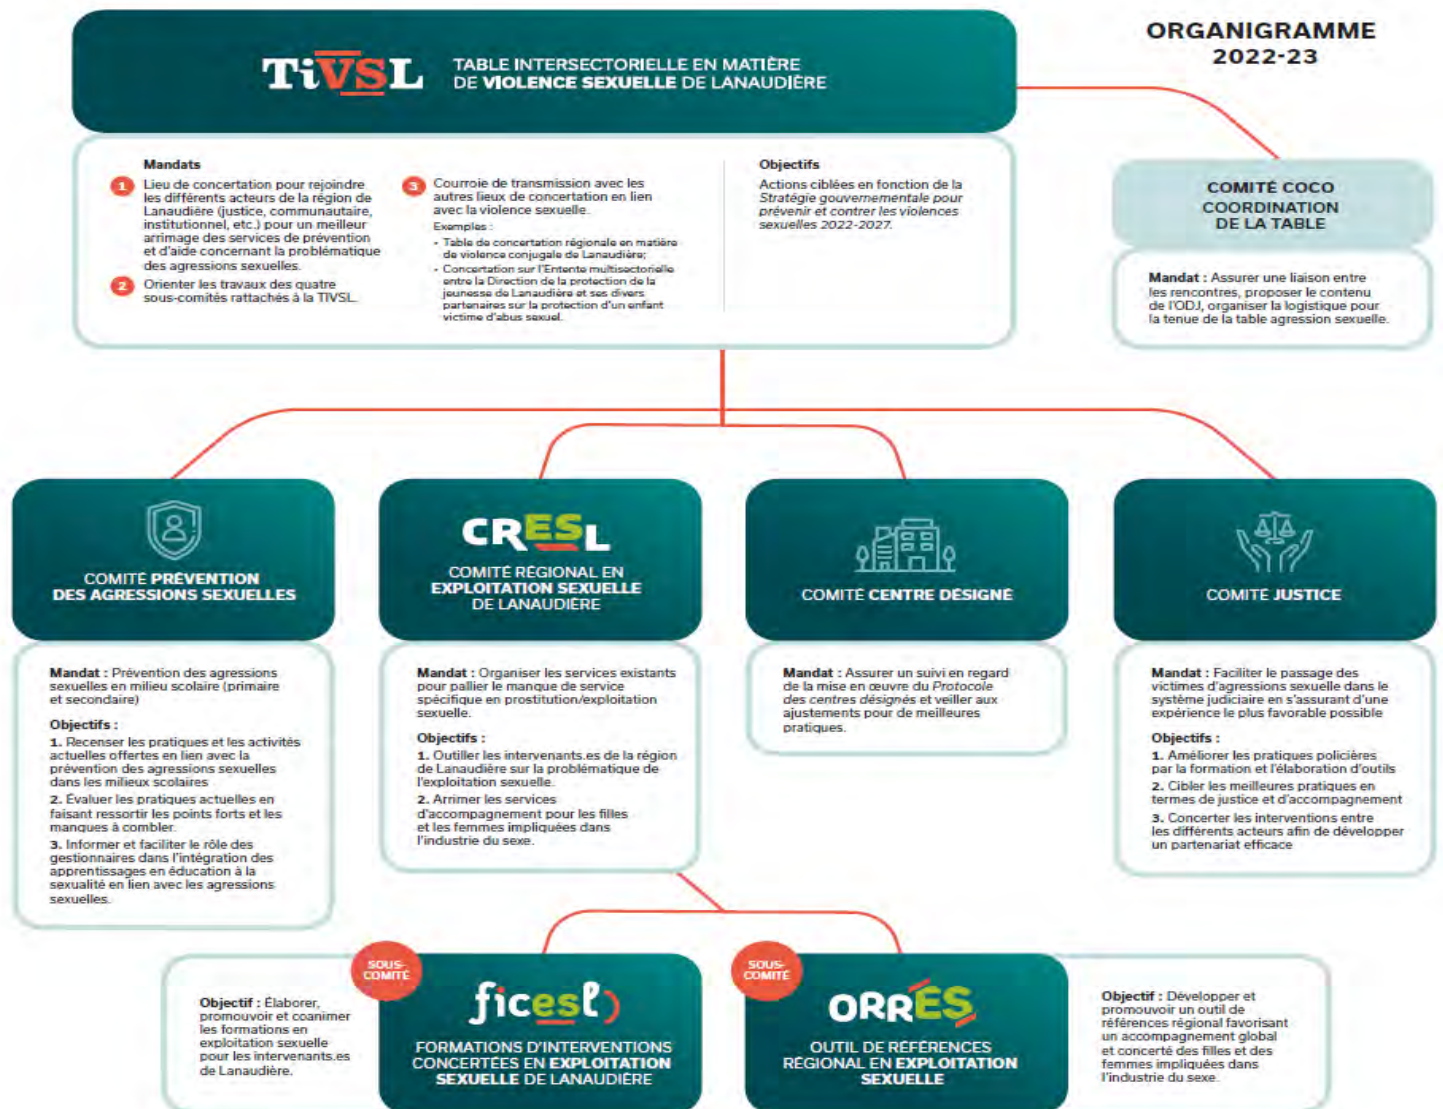 ORGANIGRAMME
2022-23
TiVSL
TABLE INTERSECTORIELLE EN MATIÈRE
DE VIOLENCE SEXUELLE DE LANAUDIÈRE
Mandats
1 Lieu de concertation pour rejoindre
les différents acteurs de la région de
Lanaudière (justice, communautaire,
institutionnel, etc.) pour un meilleur
arrimage des services de prévention
et d'aide concernant la problématique
des agressions sexuelles.
2 Orienter les travaux des quatre
sous-comités rattachés à la TIVSL.
3 Courroie de transmission avec les
autres lieux de concertation en lien
avec la violence sexuelle.
Exemples :
- Table de concertation régionale en matière
de violence conjugale de Lanaudière;
- Concertation sur l'Entente multisectorielle
entre la Direction de la protection de la
jeunesse de Lanaudière et ses divers
partenaires sur la protection d'un enfant
victime d'abus sexuel.
Objectifs
Actions ciblées en fonction de la
Stratégie gouvernementale pour
prévenir et contrer les violences
sexuelles 2022-2027.
COMITÉ COCO
COORDINATION
DE LA TABLE
Mandat : Assurer une liaison entre
les rencontres, proposer le contenu
de l'ODJ, organiser la logistique pour
la tenue de la table agression sexuelle.
COMITÉ PRÉVENTION
DES AGRESSIONS SEXUELLES
Mandat : Prévention des agressions
sexuelles en milieu scolaire (primaire
et secondaire)
Objectifs :
1. Recenser les pratiques et les activités
actuelles offertes en lien avec la
prévention des agressions sexuelles
dans les milieux scolaires
2. Évaluer les pratiques actuelles en
faisant ressortir les points forts et les
manques à combler.
3. Informer et faciliter le rôle des
gestionnaires dans l'intégration des
apprentissages en éducation à la
sexualité en lien avec les agressions
sexuelles.
CRESL
COMITÉ RÉGIONAL EN
EXPLOITATION SEXUELLE
DE LANAUDIÈRE
Mandat : Organiser les services existants
pour pallier le manque de service
spécifique en prostitution/exploitation
sexuelle.
Objectifs :
1. Outiller les intervenants.es de la région
de Lanaudière sur la problématique de
l'exploitation sexuelle.
2. Arrimer les services
d'accompagnement pour les filles
et les femmes impliquées dans
l'industrie du sexe.
COMITÉ CENTRE DÉSIGNÉ
Mandat : Assurer un suivi en regard
de la mise en œuvre du Protocole
des centres désignés et veiller aux
ajustements pour de meilleures
pratiques.
COMITÉ JUSTICE
Mandat : Faciliter le passage des
victimes d'agressions sexuelle dans le
système judiciaire en s'assurant d'une
expérience le plus favorable possible
Objectifs :
1. Améliorer les pratiques policières
par la formation et l'élaboration d'outils
2. Cibler les meilleures pratiques en
termes de justice et d'accompagnement
3. Concerter les interventions entre
les différents acteurs afin de développer
un partenariat efficace
Objectif : Élaborer,
promouvoir et coanimer
les formations en
exploitation sexuelle
pour les intervenants.es
de Lanaudière.
SOUS-
COMITÉ
ficesl
FORMATIONS D'INTERVENTIONS
CONCERTÉES EN EXPLOITATION
SEXUELLE DE LANAUDIÈRE
SOUS-
COMITÉ
ORRÉS
OUTIL DE RÉFÉRENCES
RÉGIONAL EN EXPLOITATION
SEXUELLE
Objectif : Développer et
promouvoir un outil de
références régional favorisant
un accompagnement global
et concerté des filles et des
femmes impliquées dans
l'industrie du sexe.